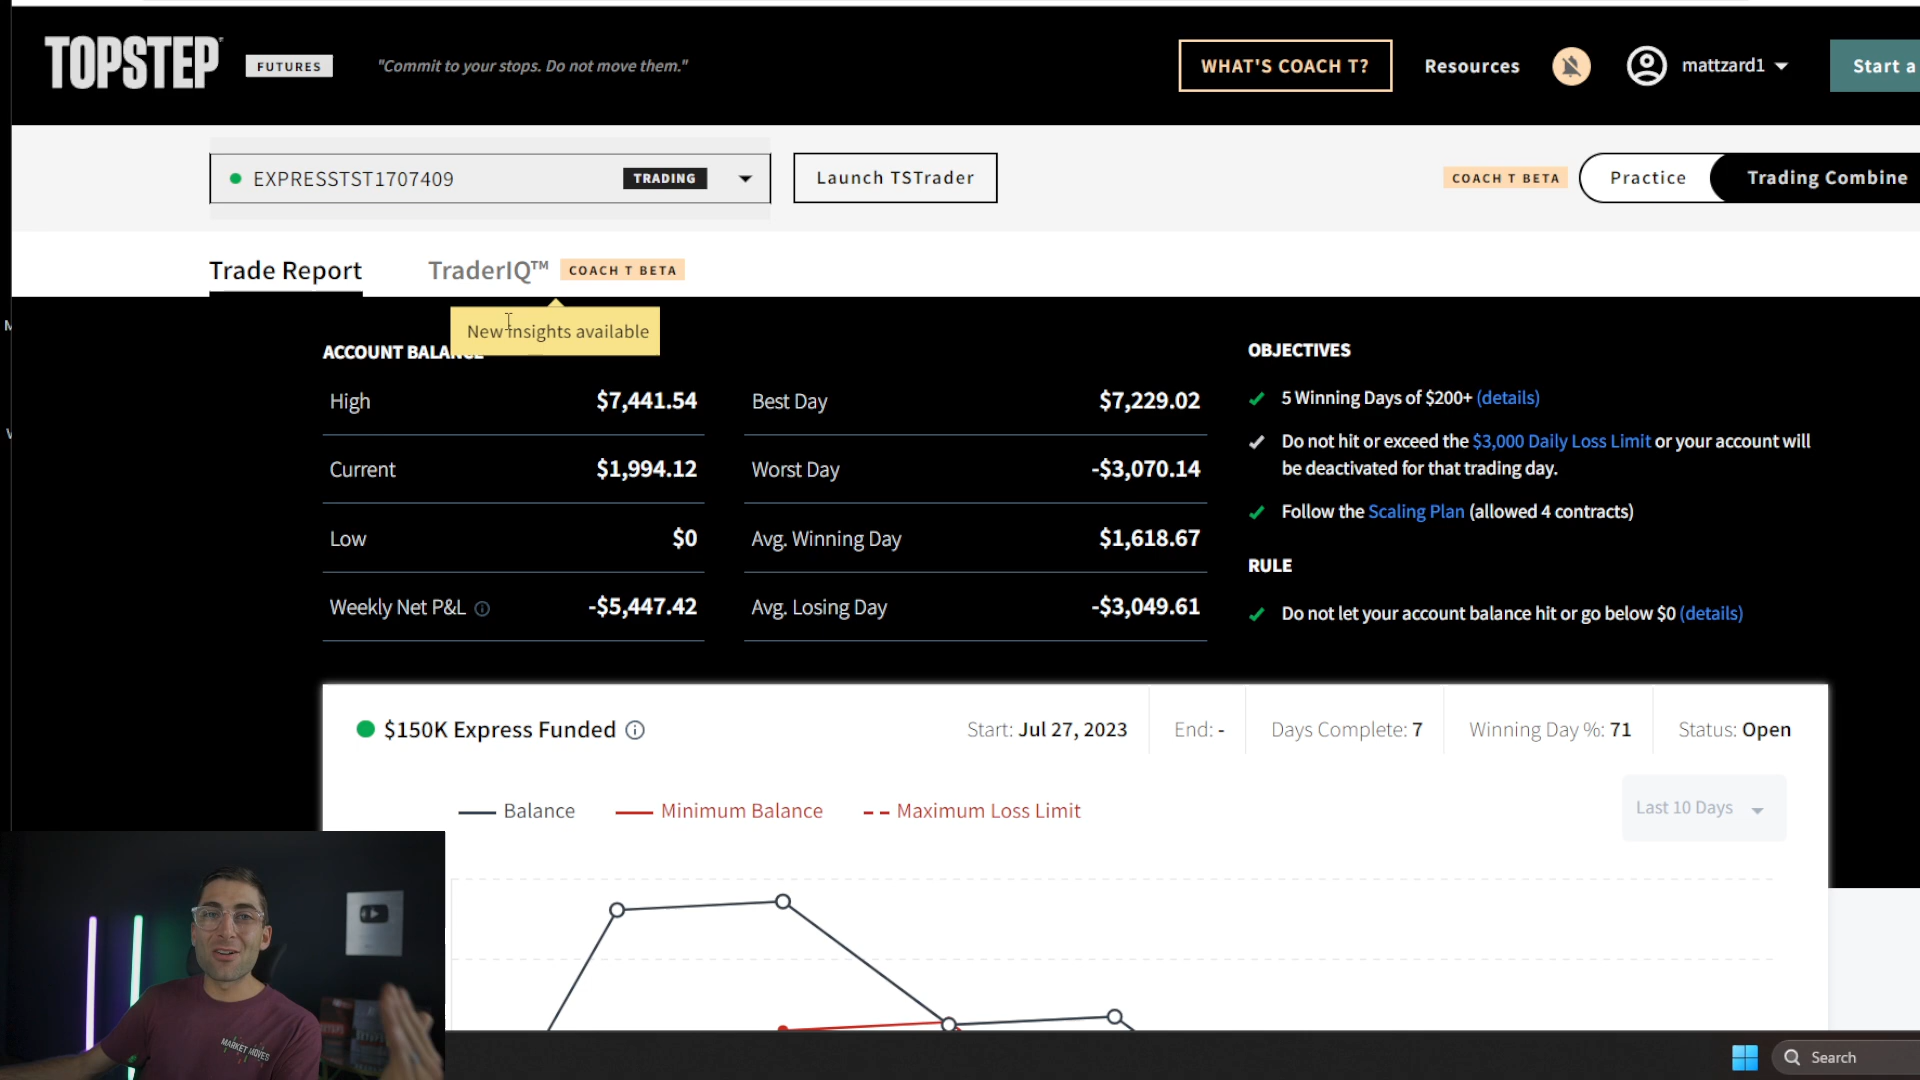 TOPSTEP
FUTURES
"Commit to your stops. Do not move them."
WHAT'S COACH T?
Resources
mattzard1
Start a
EXPRESSTST1707409
TRADING
Launch TSTrader
COACH T BETA
Practice
Trading Combine
Trade Report
TraderIQ™
COACH T BETA
New insights available
ACCOUNT BALANCE
High $7,441.54
Current $1,994.12
Low $0
Weekly Net P&L -$5,447.42
Best Day $7,229.02
Worst Day -$3,070.14
Avg. Winning Day $1,618.67
Avg. Losing Day -$3,049.61
OBJECTIVES
5 Winning Days of $200+ (details)
Do not hit or exceed the $3,000 Daily Loss Limit or your account will
be deactivated for that trading day.
Follow the Scaling Plan (allowed 4 contracts)
RULE
Do not let your account balance hit or go below $0 (details)
$150K Express Funded
Start: Jul 27, 2023
End: -
Days Complete: 7
Winning Day %: 71
Status: Open
Balance
Minimum Balance
Maximum Loss Limit
Last 10 Days
MARKET MOVES
Search